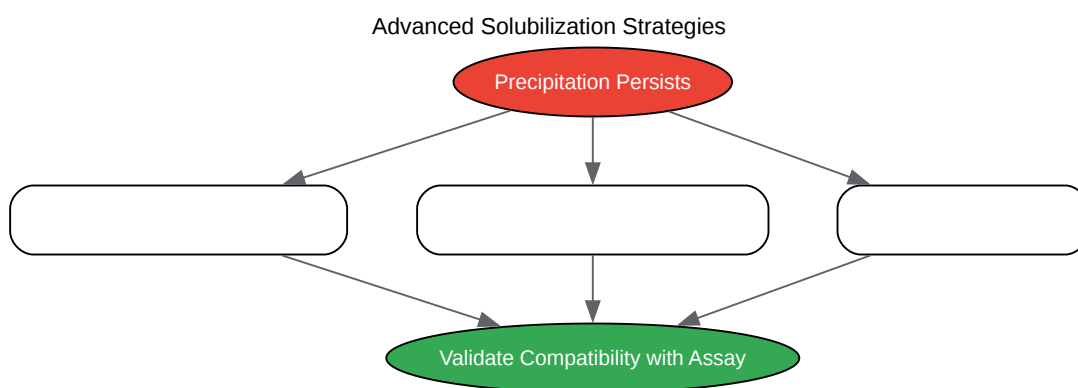 Advanced Solubilization Strategies
Precipitation Persists
Validate Compatibility with Assay